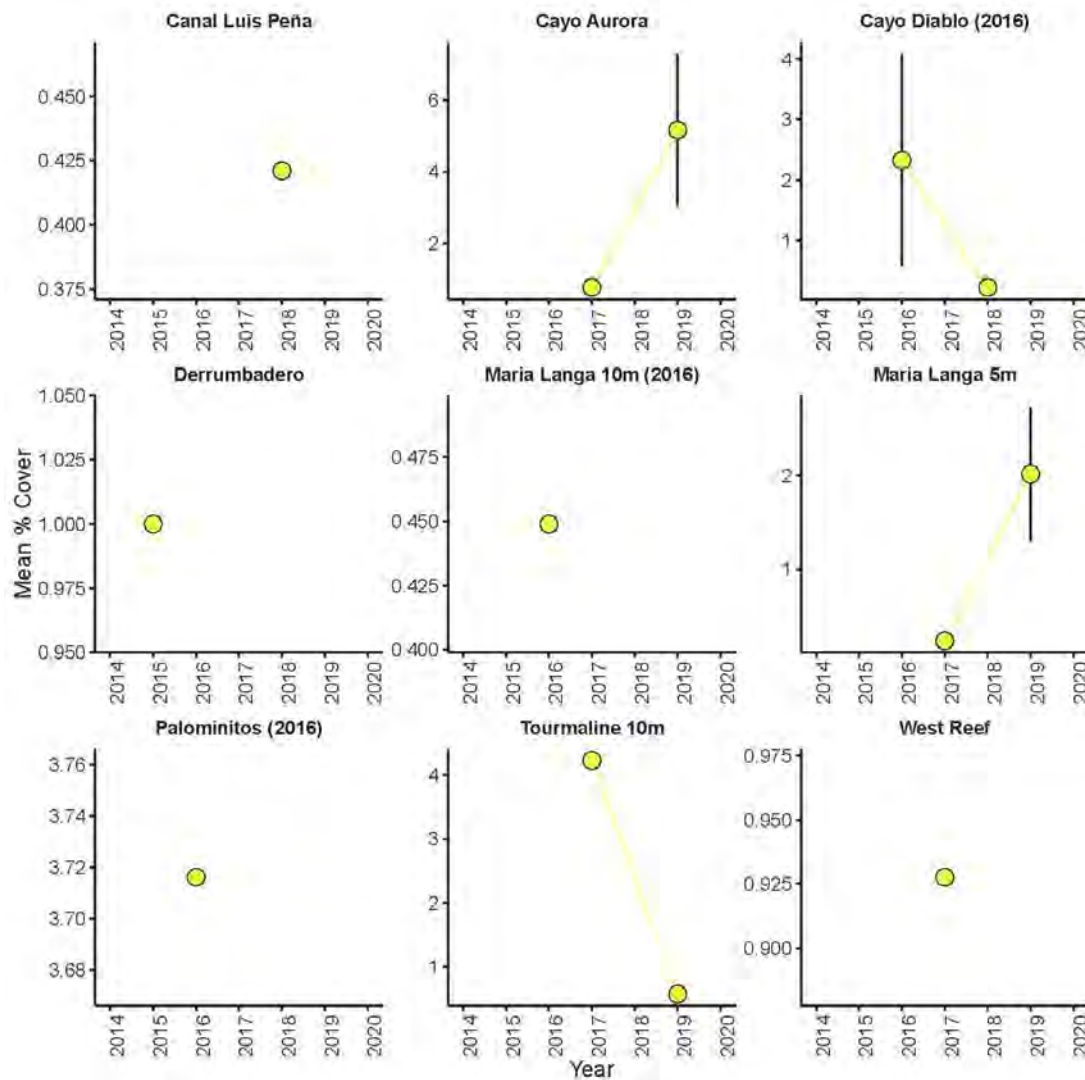 Canal Luis Peña
Cayo Aurora
Cayo Diablo (2016)
0.450
0.425
0.400
0.375
6
4
2
4
3
2
1
2014 2015 2016 2017 2018 2019 2020
2014 2015 2016 2017 2018 2019 2020
2014 2015 2016 2017 2018 2019 2020
Derrumbadero
Maria Langa 10m (2016)
Maria Langa 5m
Mean % Cover
1.050
1.025
1.000
0.975
0.950
0.475
0.450
0.425
0.400
2
1
2014 2015 2016 2017 2018 2019 2020
2014 2015 2016 2017 2018 2019 2020
2014 2015 2016 2017 2018 2019 2020
Palominitos (2016)
Tourmaline 10m
West Reef
3.76
3.74
3.72
3.70
3.68
4
3
2
1
0.975
0.950
0.925
0.900
2014 2015 2016 2017 2018 2019 2020
2014 2015 2016 2017 2018 2019 2020
2014 2015 2016 2017 2018 2019 2020
Year